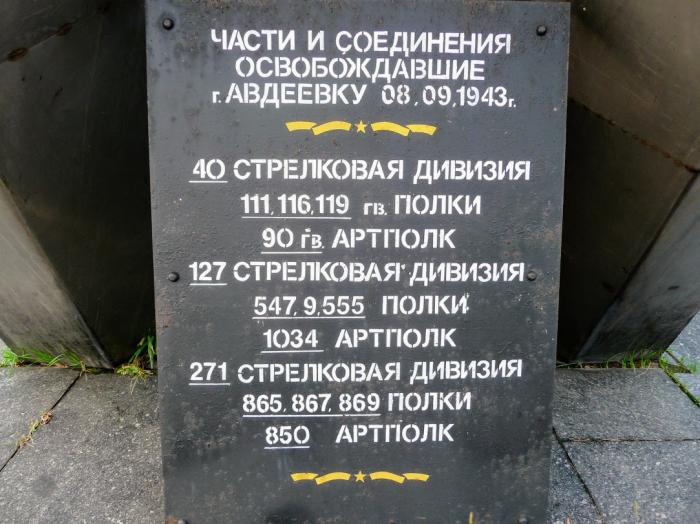 ЧАСТИ И СОЕДИНЕНИЯ
ОСВОБОЖДАВШИЕ
г. АВДЕЕВКУ 08.09.1943г.
40 СТРЕЛКОВАЯ ДИВИЗИЯ
111,116,119 гв. ПОЛКИ
90 гв. АРТПОЛК
127 СТРЕЛКОВАЯ ДИВИЗИЯ
547,9,555 ПОЛКИ
1034 АРТПОЛК
271 СТРЕЛКОВАЯ ДИВИЗИЯ
865,867,869 ПОЛКИ
850 АРТПОЛК